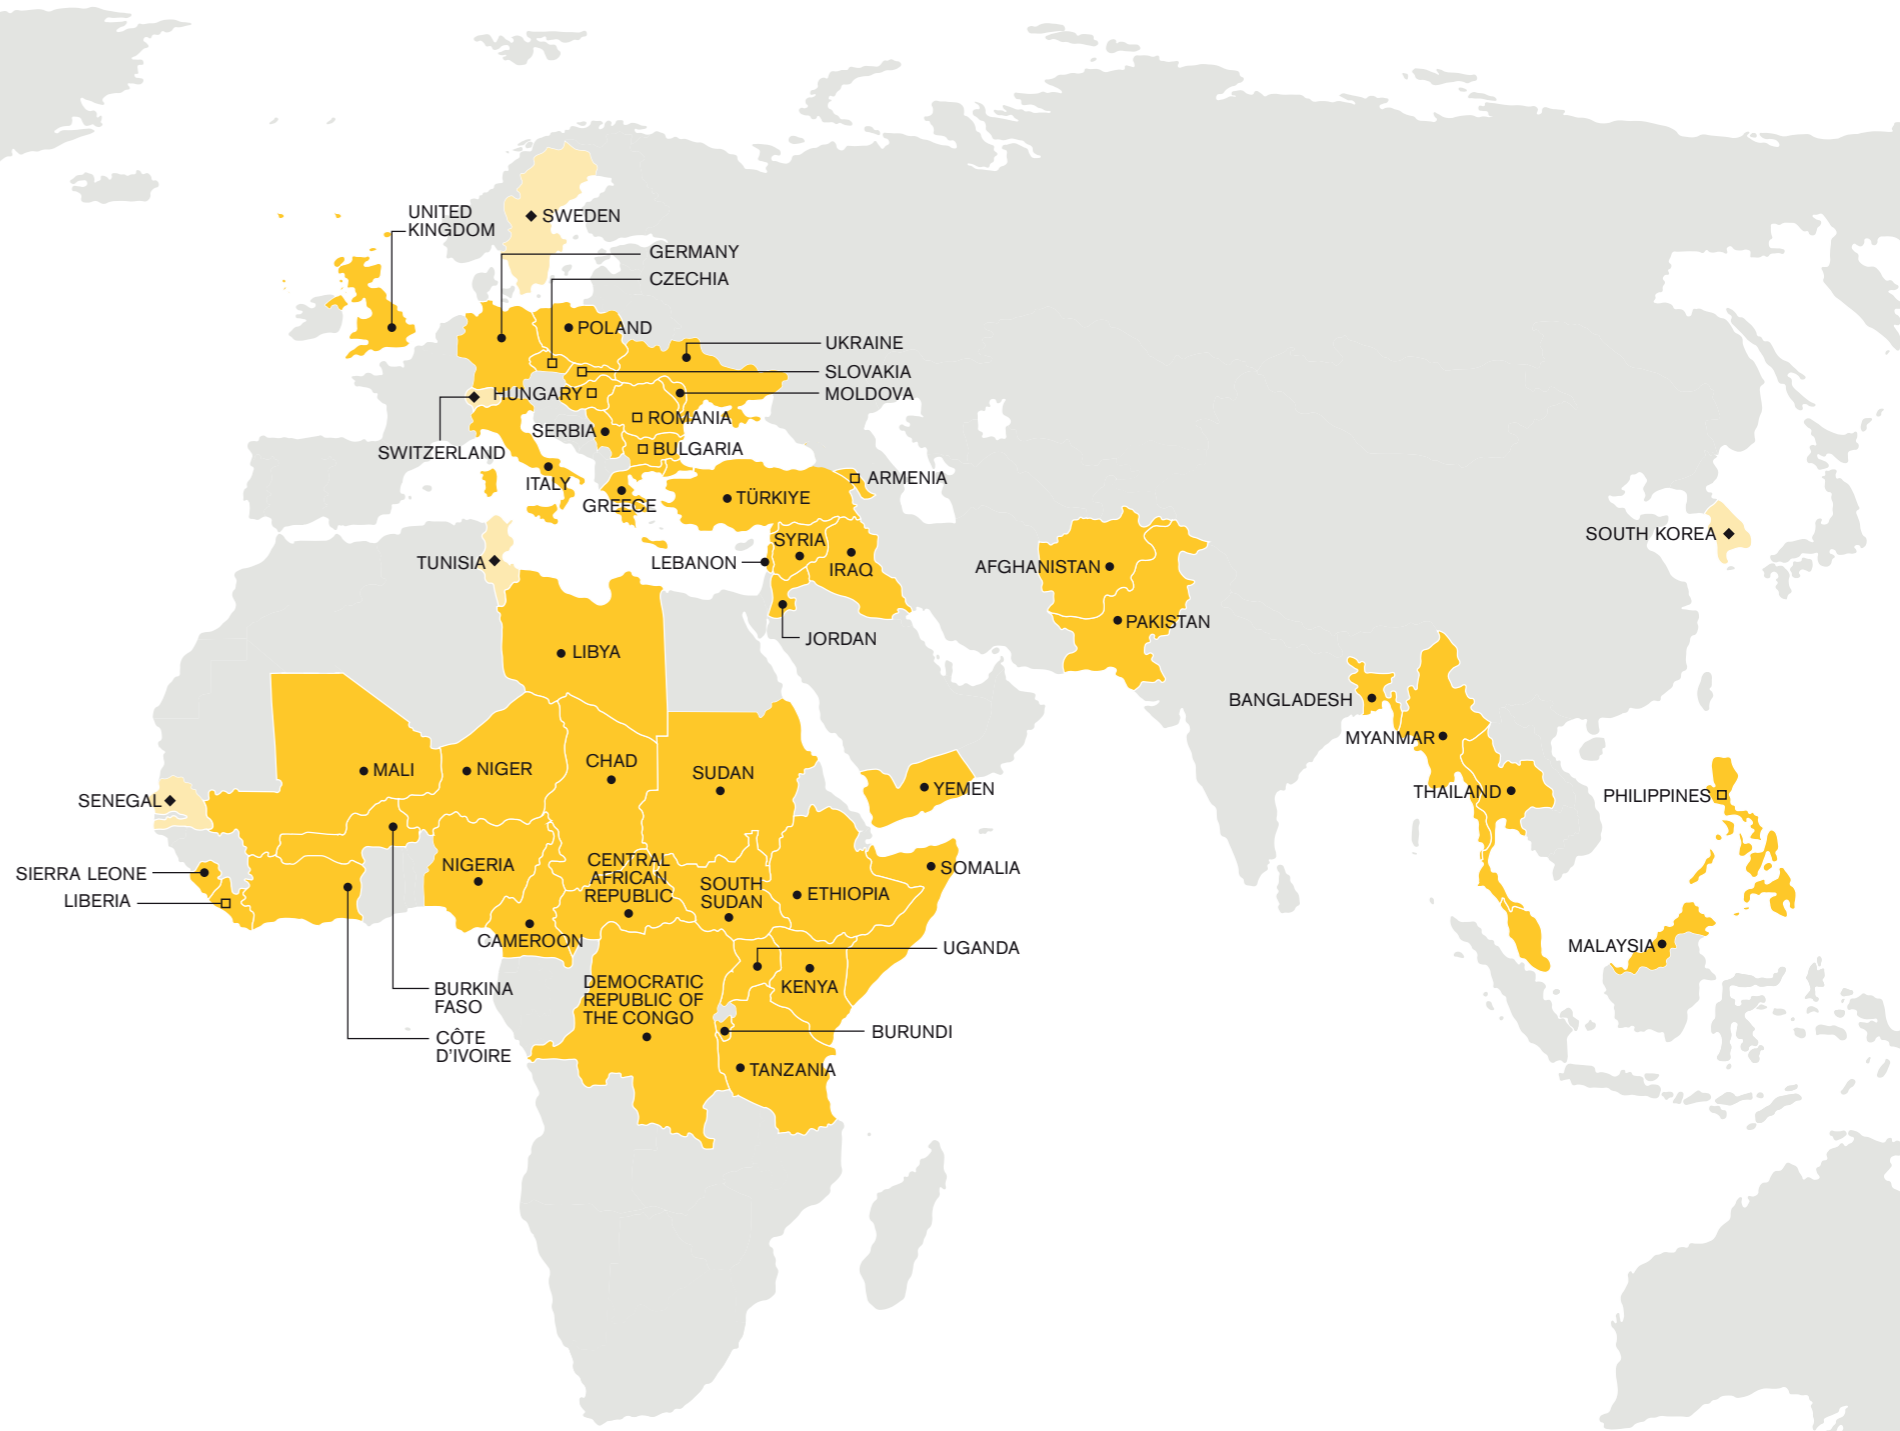 UNITED
KINGDOM
SWEDEN
GERMANY
CZECHIA
POLAND
UKRAINE
SLOVAKIA
HUNGARY
MOLDOVA
ROMANIA
SERBIA
BULGARIA
SWITZERLAND
ITALY
GREECE
TÜRKIYE
ARMENIA
SOUTH KOREA
TUNISIA
LEBANON
SYRIA
IRAQ
AFGHANISTAN
PAKISTAN
JORDAN
LIBYA
BANGLADESH
MYANMAR
MALI
NIGER
CHAD
SUDAN
YEMEN
THAILAND
PHILIPPINES
SENEGAL
SIERRA LEONE
LIBERIA
NIGERIA
CENTRAL
AFRICAN
REPUBLIC
SOUTH
SUDAN
ETHIOPIA
SOMALIA
CAMEROON
UGANDA
MALAYSIA
BURKINA
FASO
DEMOCRATIC
REPUBLIC OF
THE CONGO
KENYA
CÔTE
D'IVOIRE
BURUNDI
TANZANIA